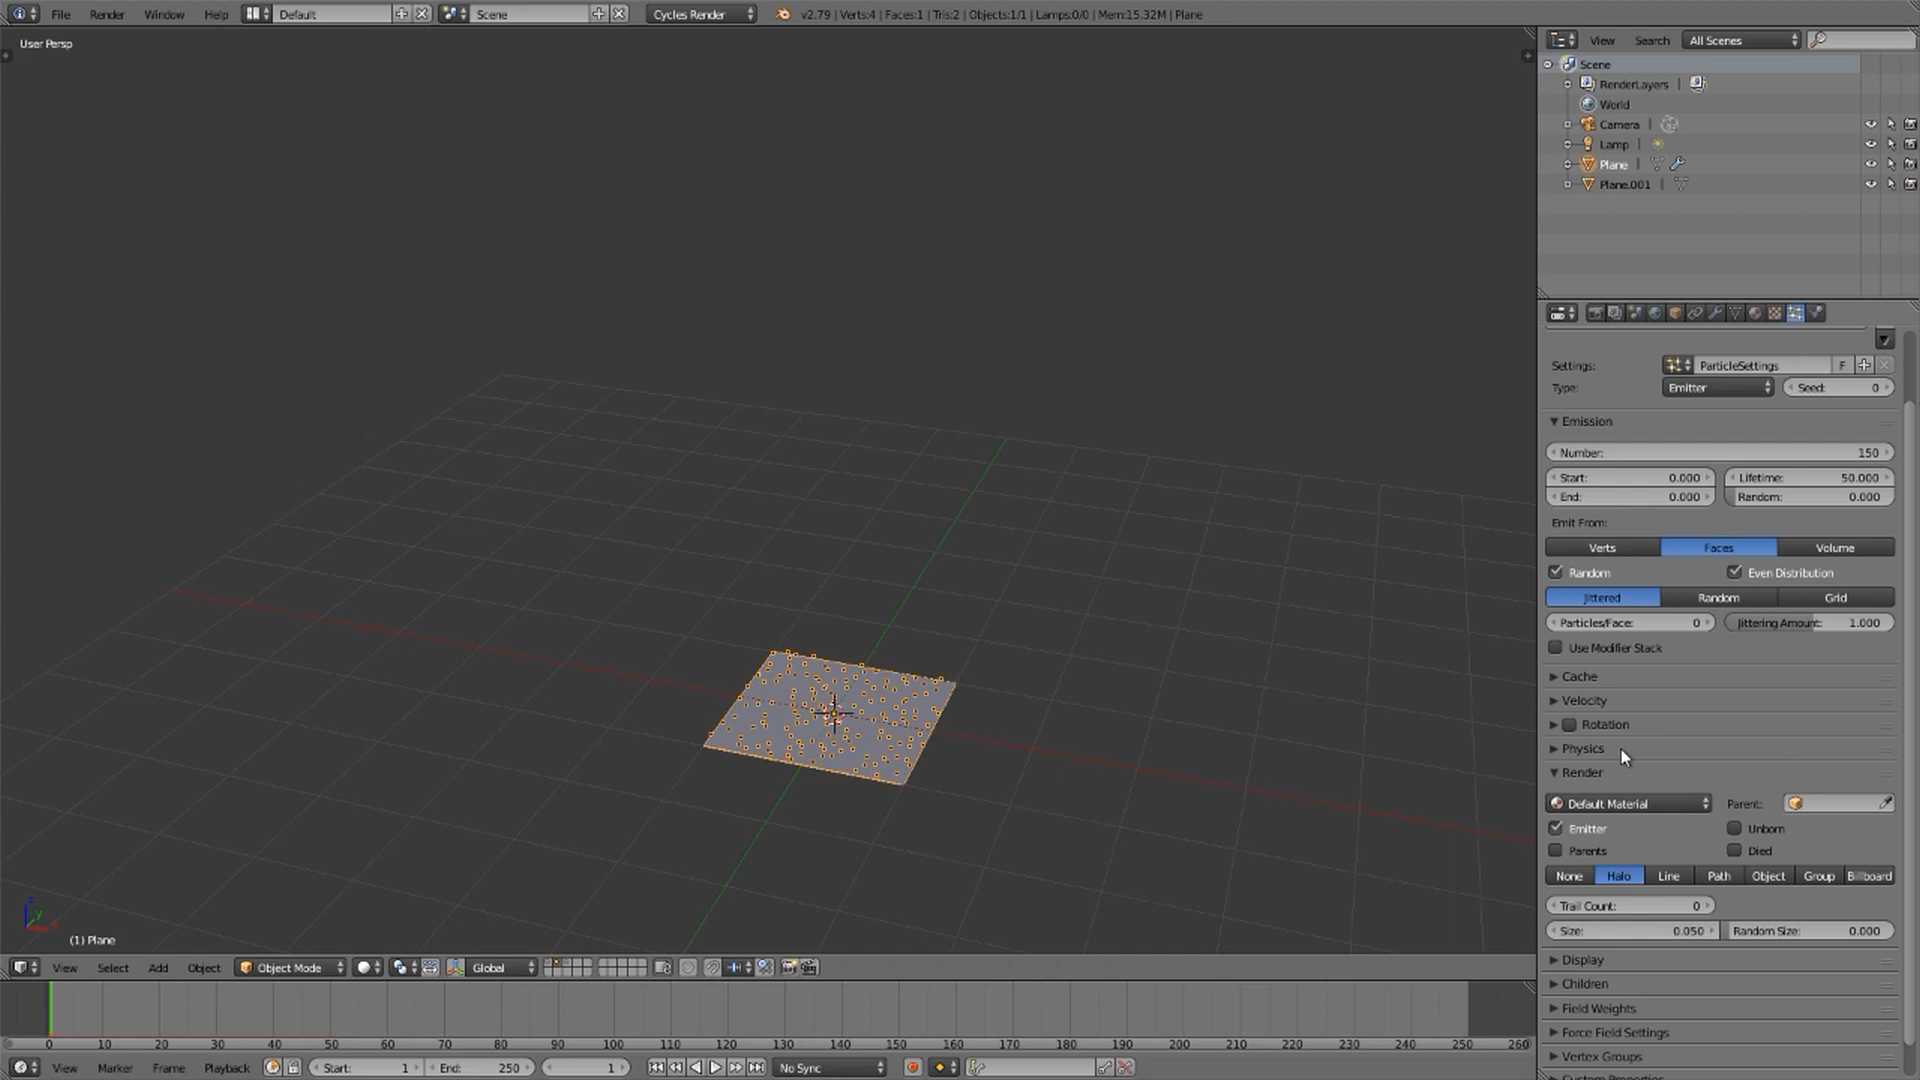 File Render Window Help Default Scene Cycles Render v2.79 | Verts:4 | Faces:1 | Tris:2 | Objects:1/1 | Lamps:0/0 | Mem:15.32M | Plane
User Persp
(1) Plane
View Select Add Object Object Mode Global
0 10 20 30 40 50 60 70 80 90 100 110 120 130 140 150 160 170 180 190 200 210 220 230 240 250 260
View Marker Frame Playback Start: 1 End: 250 1 No Sync
View Search All Scenes
Scene
RenderLayers |
World
Camera |
Lamp |
Plane |
Plane.001 |
Settings: ParticleSettings F
Type: Emitter Seed: 0
Emission
Number: 150
Start: 0.000 Lifetime: 50.000
End: 0.000 Random: 0.000
Emit From:
Verts Faces Volume
Random Even Distribution
Jittered Random Grid
Particles/Face: 0 Jittering Amount: 1.000
Use Modifier Stack
Cache
Velocity
Rotation
Physics
Render
Default Material Parent:
Emitter Unborn
Parents Died
None Halo Line Path Object Group Billboard
Trail Count: 0
Size: 0.050 Random Size: 0.000
Display
Children
Field Weights
Force Field Settings
Vertex Groups
Custom Properties